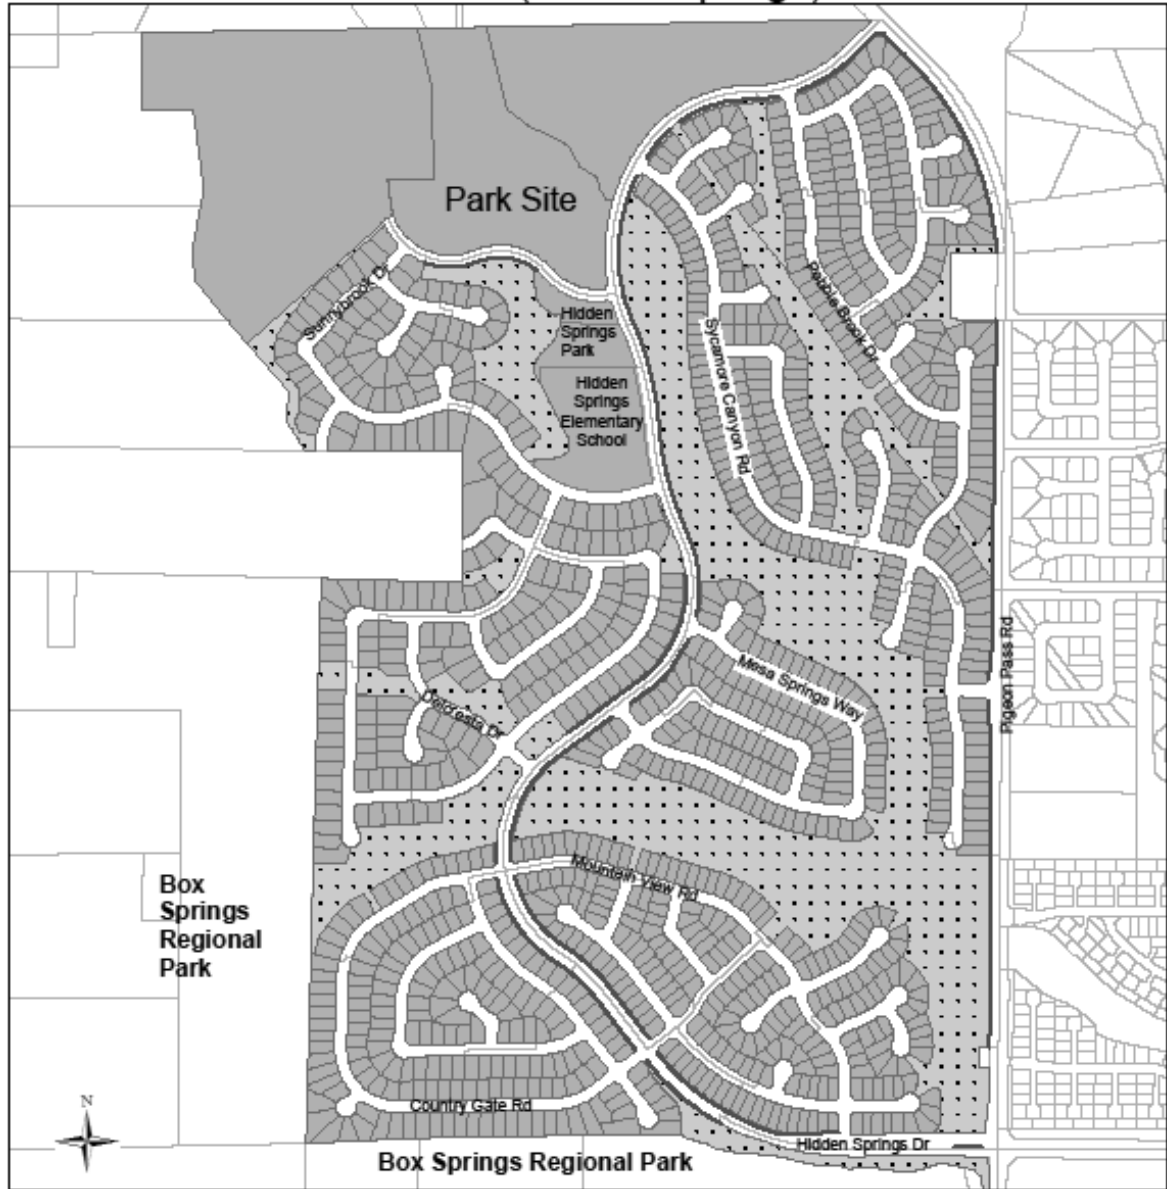 Park Site
Sunnybrook Dr
Hidden
Springs
Park
Hidden
Springs
Elementary
School
Pebble Brook Dr
Sycamore Canyon Rd
Mesa Springs Way
Pigeon Pass Rd
Dr
Mountain View Rd
Box
Springs
Regional
Park
Country Gate Rd
N
Hidden Springs Dr
Box Springs Regional Park